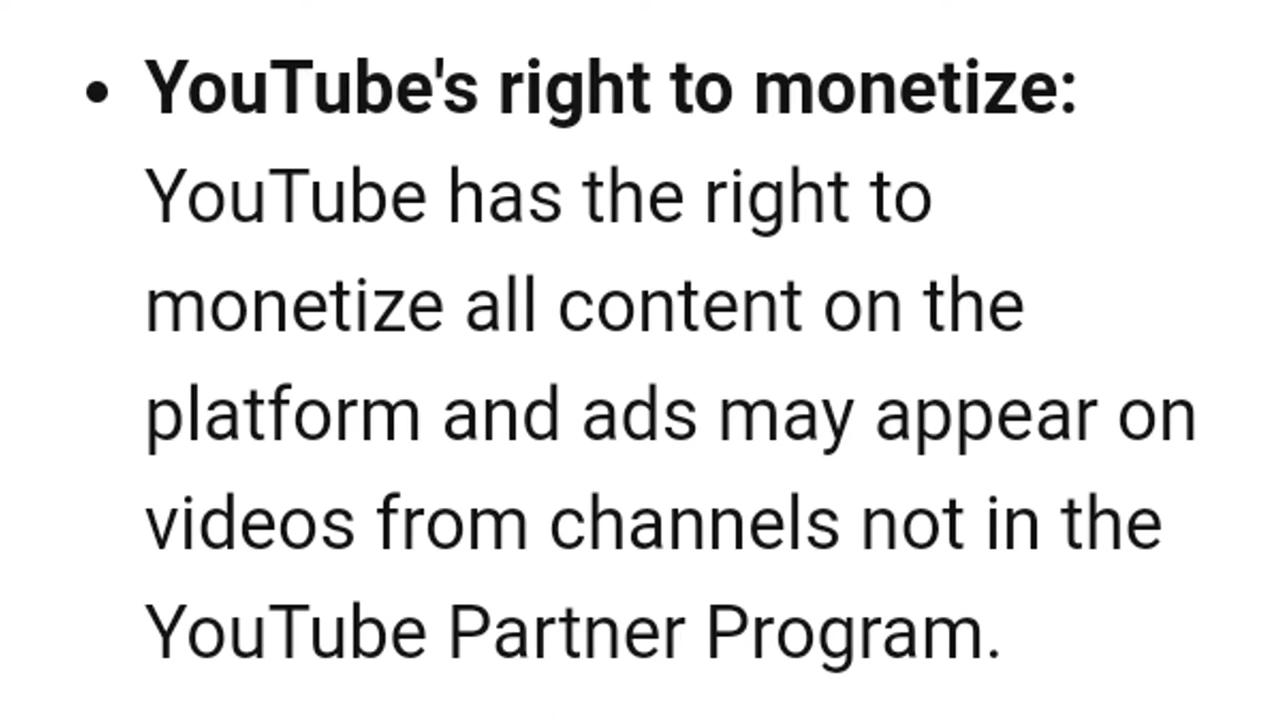 • YouTube's right to monetize:
YouTube has the right to
monetize all content on the
platform and ads may appear on
videos from channels not in the
YouTube Partner Program.